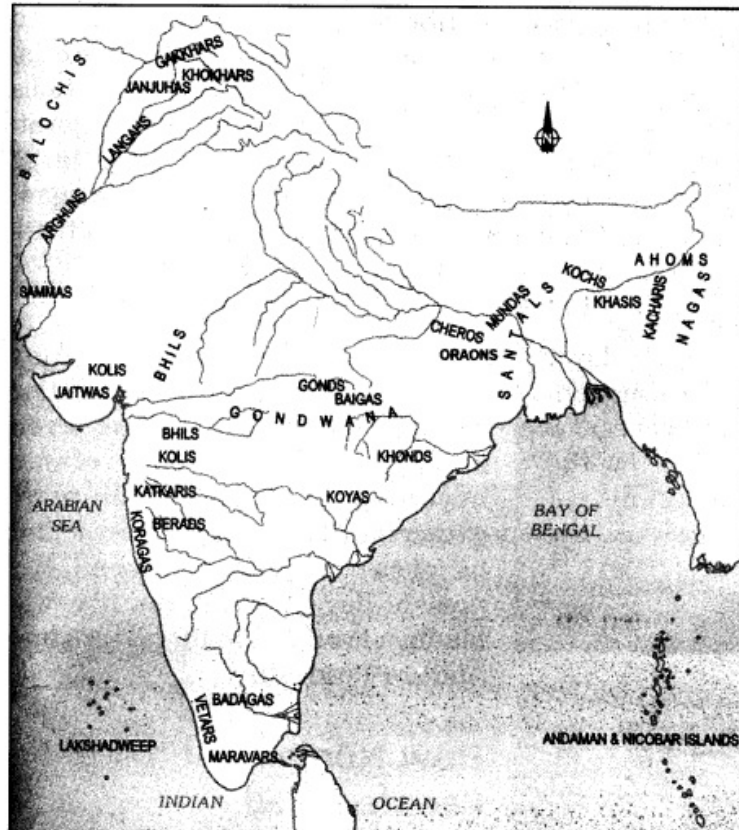 GAKKHARS
KHOKHARS
JANJUHAS
BALOCHIS
LANGAHS
N
ARGHUNS
SAMMAS
AHOMS
KOCHS
KHASIS
KACHARIS
NAGAS
MUNDAS
CHEROS
SANTALS
ORAONS
BHILS
KOLIS
JAITWAS
GONDS
BAIGAS
GONDWANA
BHILS
KOLIS
KHONDS
KATKARIS
KOYAS
ARABIAN
SEA
BERADS
KORAGAS
BAY OF
BENGAL
BADAGAS
VETARS
LAKSHADWEEP
MARAVARS
ANDAMAN & NICOBAR ISLANDS
INDIAN OCEAN